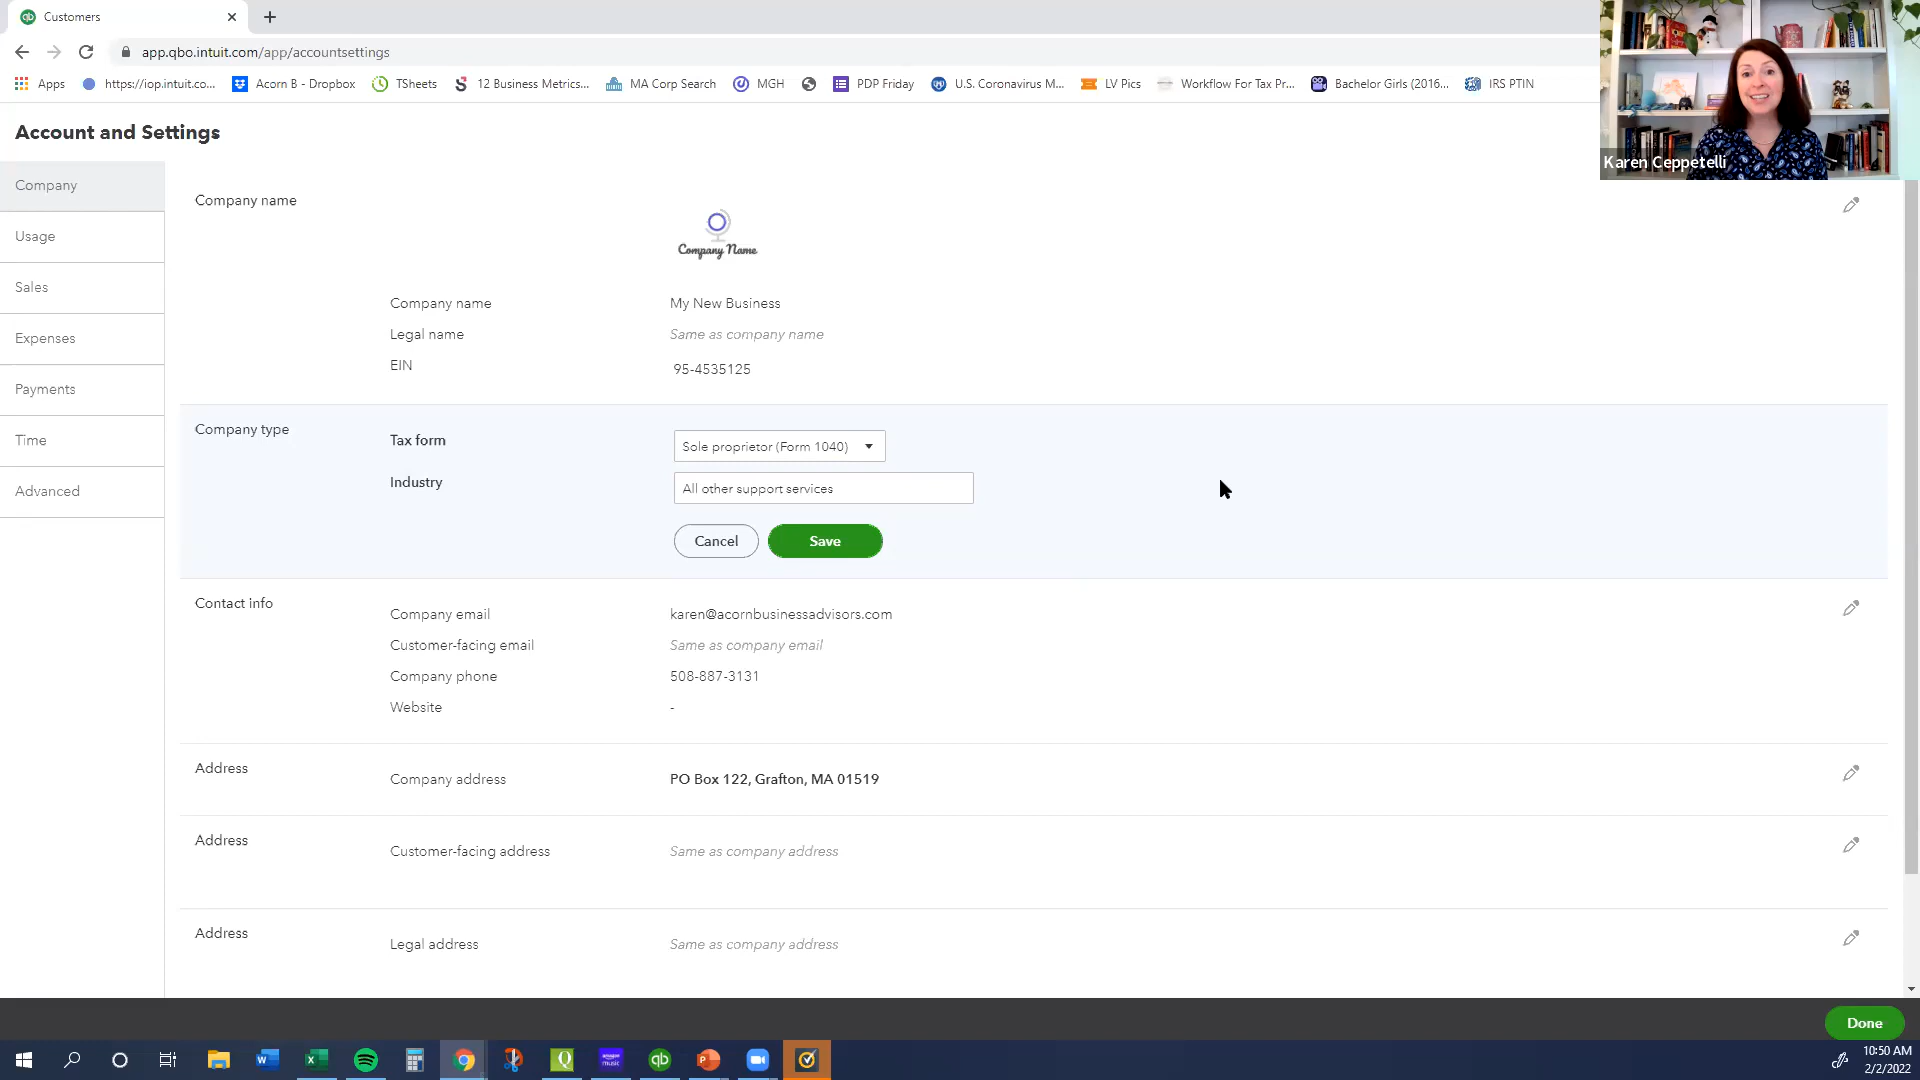 Customers
app.qbo.intuit.com/app/accountsettings
Apps
https://iop.intuit.co...
Acorn B - Dropbox
TSheets
12 Business Metrics...
MA Corp Search
MGH
PDP Friday
U.S. Coronavirus M...
LV Pics
Workflow For Tax Pr...
Bachelor Girls (2016...
IRS PTIN
Karen Ceppetelli
Account and Settings
Company
Usage
Sales
Expenses
Payments
Time
Advanced
Company name
Company Name
Company name My New Business
Legal name Same as company name
EIN 95-4535125
Company type
Tax form Sole proprietor (Form 1040)
Industry All other support services
Cancel Save
Contact info
Company email karen@acornbusinessadvisors.com
Customer-facing email Same as company email
Company phone 508-887-3131
Website -
Address
Company address PO Box 122, Grafton, MA 01519
Address
Customer-facing address Same as company address
Address
Legal address Same as company address
Done
10:50 AM
2/2/2022